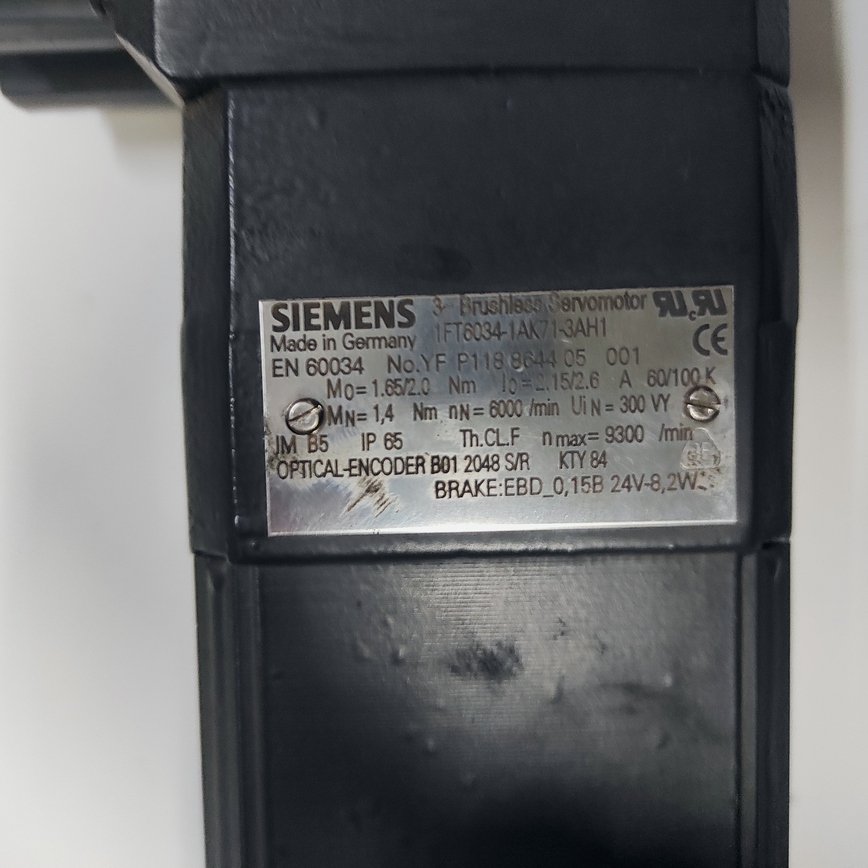 SIEMENS 3~ Brushless Servomotor
Made in Germany 1FT6034-1AK71-3AH1
EN 60034 No.YF P118 8644 05 001
M0= 1.65/2.0 Nm I0= 2.15/2.6 A 60/100 K
MN= 1,4 Nm nN= 6000 /min UiN= 300 VY
IM B5 IP 65 Th.CL.F nmax= 9300 /min
OPTICAL-ENCODER B01 2048 S/R KTY 84
BRAKE:EBD_0,15B 24V-8,2W